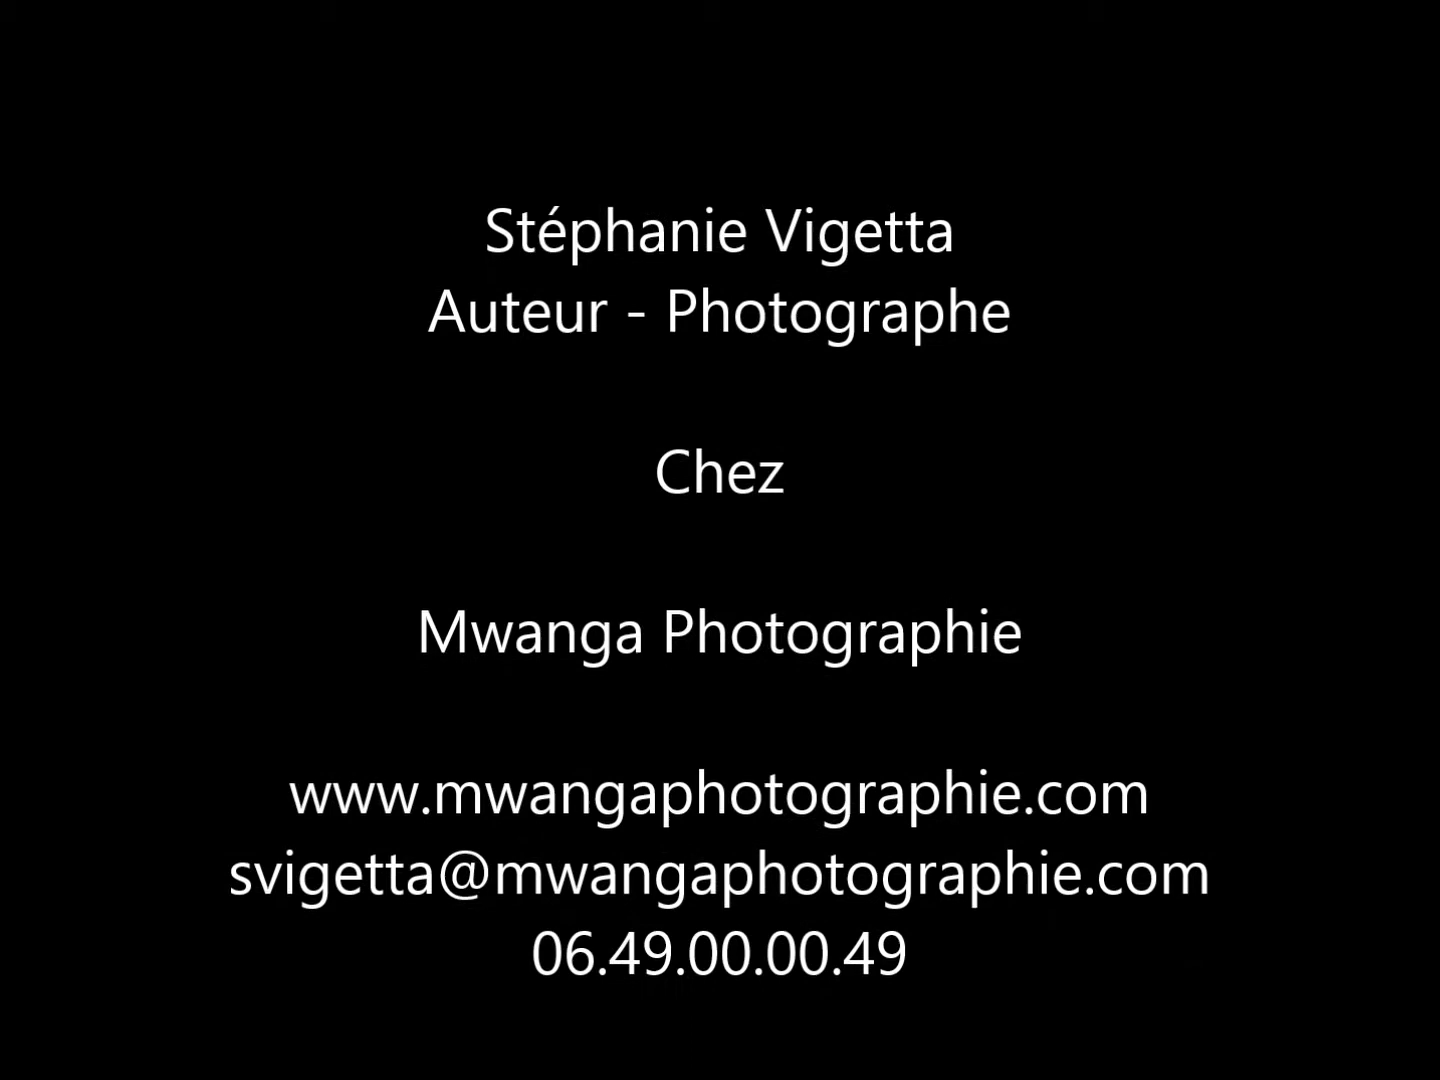 Stéphanie Vigetta
Auteur - Photographe
Chez
Mwanga Photographie
www.mwangaphotographie.com
svigetta@mwangaphotographie.com
06.49.00.00.49